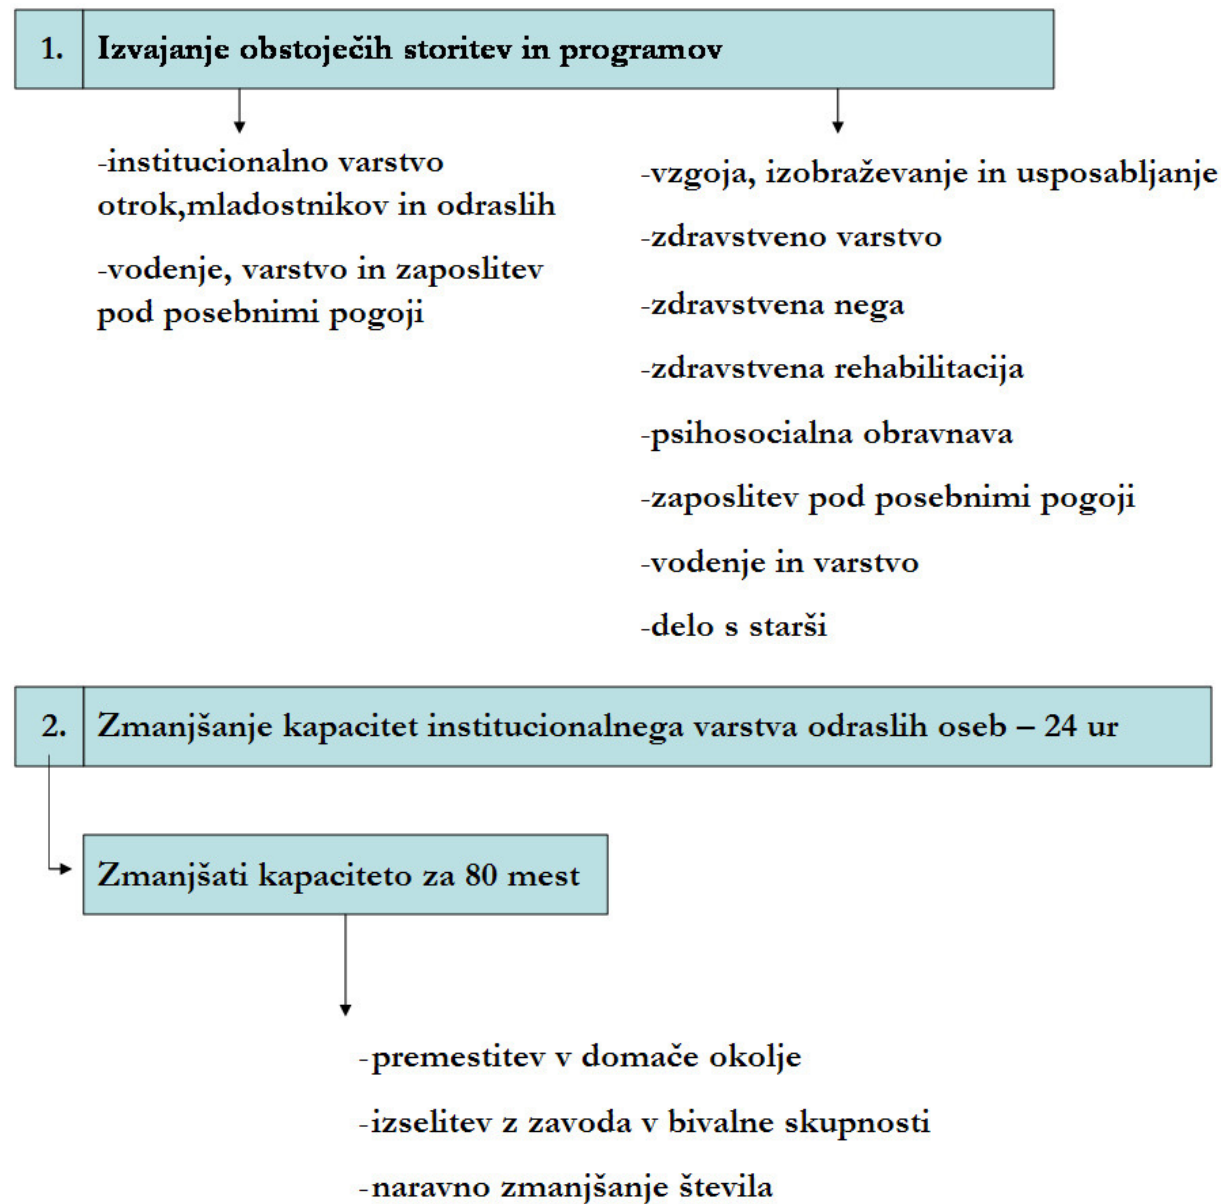 1. Izvajanje obstoječih storitev in programov
-institucionalno varstvo
otrok,mladostnikov in odraslih
-vodenje, varstvo in zaposlitev
pod posebnimi pogoji
-vzgoja, izobraževanje in usposabljanje
-zdravstveno varstvo
-zdravstvena nega
-zdravstvena rehabilitacija
-psihosocialna obravnava
-zaposlitev pod posebnimi pogoji
-vodenje in varstvo
-delo s starši
2. Zmanjšanje kapacitet institucionalnega varstva odraslih oseb – 24 ur
Zmanjšati kapaciteto za 80 mest
-premestitev v domače okolje
-izselitev z zavoda v bivalne skupnosti
-naravno zmanjšanje števila